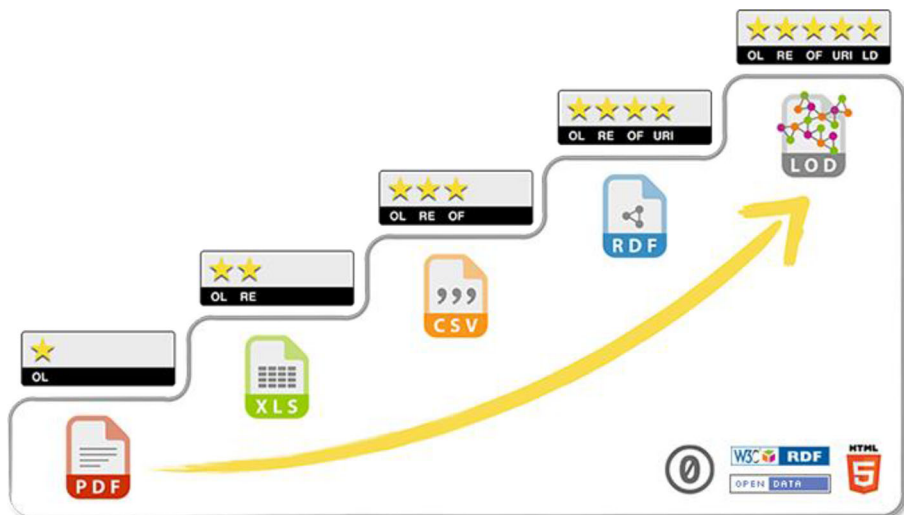 OL RE OF URI LD
OL RE OF URI
LOD
OL RE OF
RDF
OL RE
CSV
OL
XLS
PDF
0
W3C RDF
OPEN DATA
HTML
5